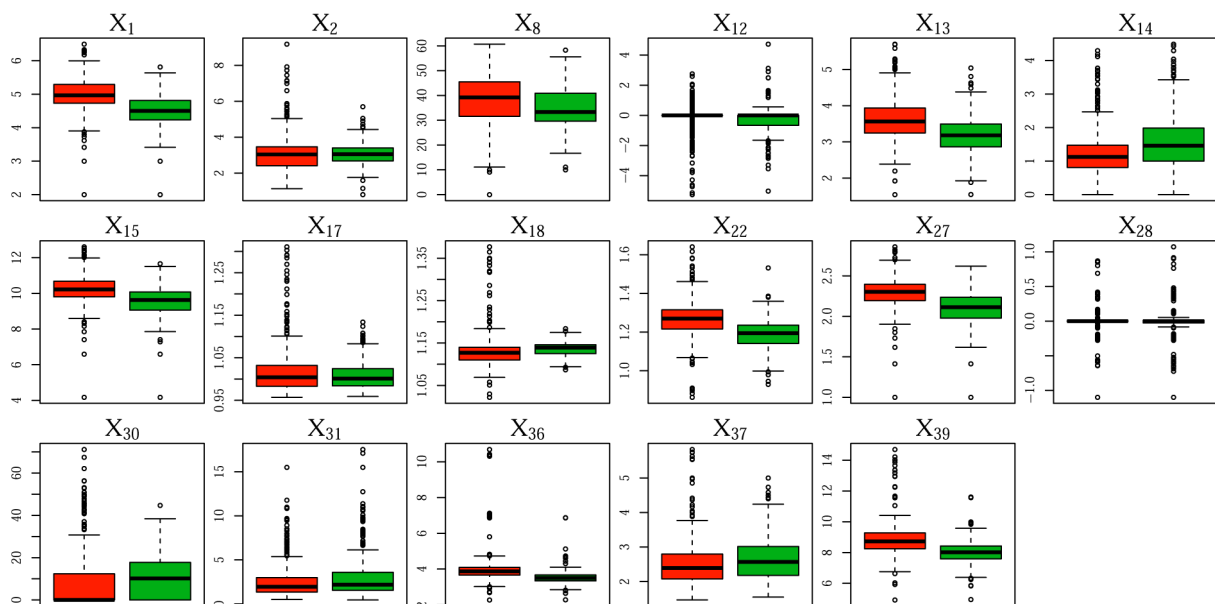 X₁ X₂ X₈ X₁₂ X₁₃ X₁₄
2 3 4 5 6
2 4 6 8
0 10 20 30 40 50 60
−4 −2 0 2 4
2 3 4 5
0 1 2 3 4
X₁₅ X₁₇ X₁₈ X₂₂ X₂₇ X₂₈
4 6 8 10 12
0.95 1.05 1.15 1.25
1.05 1.15 1.25 1.35
1.0 1.2 1.4 1.6
1.0 1.5 2.0 2.5
−1.0 0.0 0.5 1.0
X₃₀ X₃₁ X₃₆ X₃₇ X₃₉
0 20 40 60
0 5 10 15
2 4 6 8 10
2 3 4 5
6 8 10 12 14